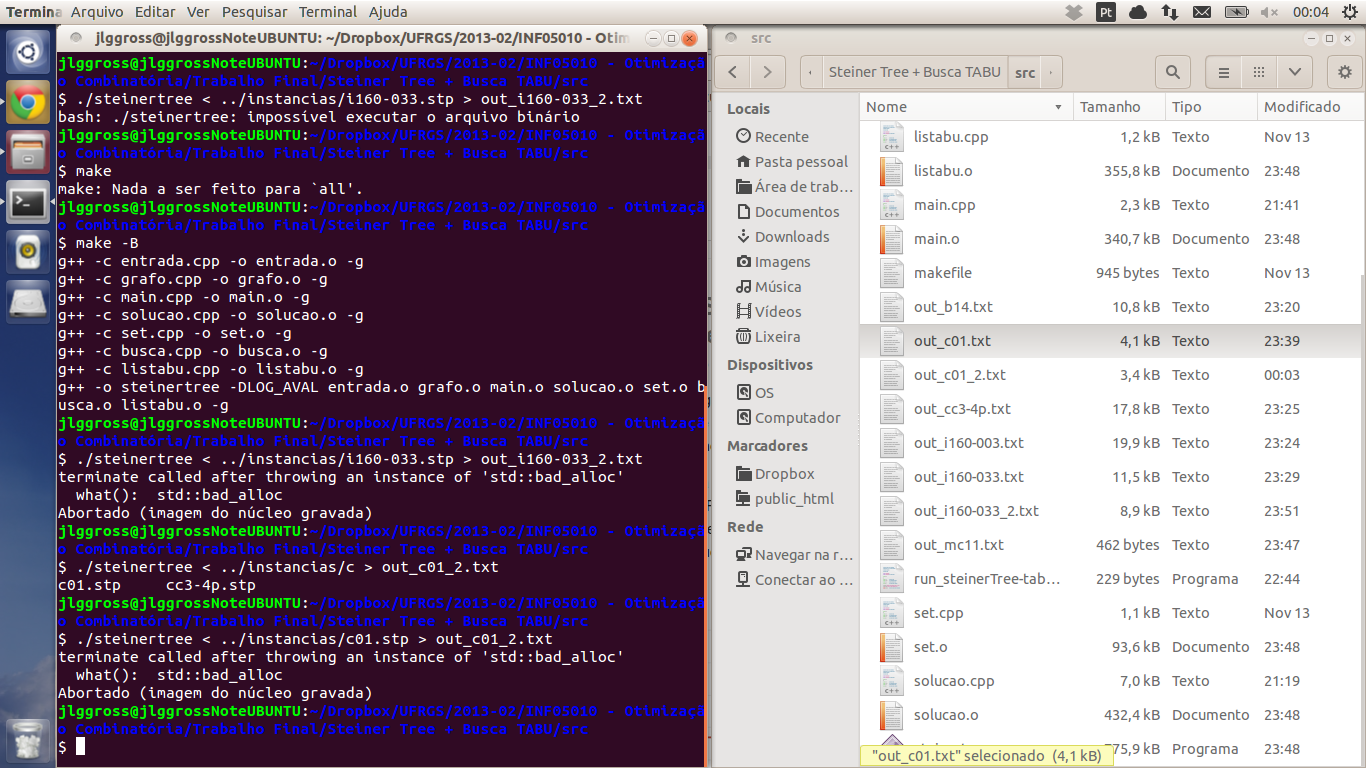 Termina Arquivo Editar Ver Pesquisar Terminal Ajuda
Pt
00:04
jlggross@jlggrossNoteUBUNTU: ~/Dropbox/UFRGS/2013-02/INF05010 - Otim
jlggross@jlggrossNoteUBUNTU:~/Dropbox/UFRGS/2013-02/INF05010 - Otimizaçã
o Combinatória/Trabalho Final/Steiner Tree + Busca TABU/src
$ ./steinertree < ../instancias/i160-033.stp > out_i160-033_2.txt
bash: ./steinertree: impossível executar o arquivo binário
jlggross@jlggrossNoteUBUNTU:~/Dropbox/UFRGS/2013-02/INF05010 - Otimizaçã
o Combinatória/Trabalho Final/Steiner Tree + Busca TABU/src
$ make
make: Nada a ser feito para `all'.
jlggross@jlggrossNoteUBUNTU:~/Dropbox/UFRGS/2013-02/INF05010 - Otimizaçã
o Combinatória/Trabalho Final/Steiner Tree + Busca TABU/src
$ make -B
g++ -c entrada.cpp -o entrada.o -g
g++ -c grafo.cpp -o grafo.o -g
g++ -c main.cpp -o main.o -g
g++ -c solucao.cpp -o solucao.o -g
g++ -c set.cpp -o set.o -g
g++ -c busca.cpp -o busca.o -g
g++ -c listabu.cpp -o listabu.o -g
g++ -o steinertree -DLOG_AVAL entrada.o grafo.o main.o solucao.o set.o b
usca.o listabu.o -g
jlggross@jlggrossNoteUBUNTU:~/Dropbox/UFRGS/2013-02/INF05010 - Otimizaçã
o Combinatória/Trabalho Final/Steiner Tree + Busca TABU/src
$ ./steinertree < ../instancias/i160-033.stp > out_i160-033_2.txt
terminate called after throwing an instance of 'std::bad_alloc'
what(): std::bad_alloc
Abortado (imagem do núcleo gravada)
jlggross@jlggrossNoteUBUNTU:~/Dropbox/UFRGS/2013-02/INF05010 - Otimizaçã
o Combinatória/Trabalho Final/Steiner Tree + Busca TABU/src
$ ./steinertree < ../instancias/c > out_c01_2.txt
c01.stp cc3-4p.stp
jlggross@jlggrossNoteUBUNTU:~/Dropbox/UFRGS/2013-02/INF05010 - Otimizaçã
o Combinatória/Trabalho Final/Steiner Tree + Busca TABU/src
$ ./steinertree < ../instancias/c01.stp > out_c01_2.txt
terminate called after throwing an instance of 'std::bad_alloc'
what(): std::bad_alloc
Abortado (imagem do núcleo gravada)
jlggross@jlggrossNoteUBUNTU:~/Dropbox/UFRGS/2013-02/INF05010 - Otimizaçã
o Combinatória/Trabalho Final/Steiner Tree + Busca TABU/src
$
src
Steiner Tree + Busca TABU src
Locais
Recente
Pasta pessoal
Área de trab...
Documentos
Downloads
Imagens
Música
Vídeos
Lixeira
Dispositivos
OS
Computador
Marcadores
Dropbox
public_html
Rede
Navegar na r...
Conectar ao ...
Nome Tamanho Tipo Modificado
listabu.cpp 1,2 kB Texto Nov 13
listabu.o 355,8 kB Documento 23:48
main.cpp 2,3 kB Texto 21:41
main.o 340,7 kB Documento 23:48
makefile 945 bytes Texto Nov 13
out_b14.txt 10,8 kB Texto 23:20
out_c01.txt 4,1 kB Texto 23:39
out_c01_2.txt 3,4 kB Texto 00:03
out_cc3-4p.txt 17,8 kB Texto 23:25
out_i160-003.txt 19,9 kB Texto 23:24
out_i160-033.txt 11,5 kB Texto 23:29
out_i160-033_2.txt 8,9 kB Texto 23:51
out_mc11.txt 462 bytes Texto 23:47
run_steinerTree-tab... 229 bytes Programa 22:44
set.cpp 1,1 kB Texto Nov 13
set.o 93,6 kB Documento 23:48
solucao.cpp 7,0 kB Texto 21:19
solucao.o 432,4 kB Documento 23:48
75,9 kB Programa 23:48
"out_c01.txt" selecionado (4,1 kB)